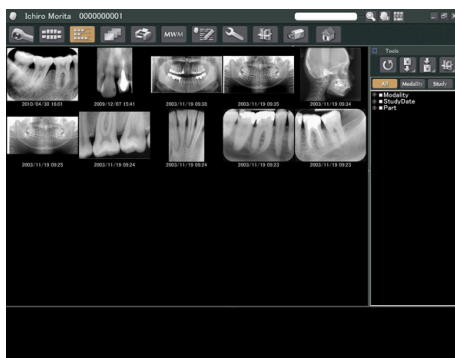 Ichiro Morita 0000000001
MWM
Tools
All Modality Study
Modality
StudyDate
Part
2010/04/30 16:01
2009/12/07 15:41
2003/11/19 09:38
2003/11/19 09:35
2003/11/19 09:34
2003/11/19 09:25
2003/11/19 09:24
2003/11/19 09:24
2003/11/19 09:23
2003/11/19 09:23